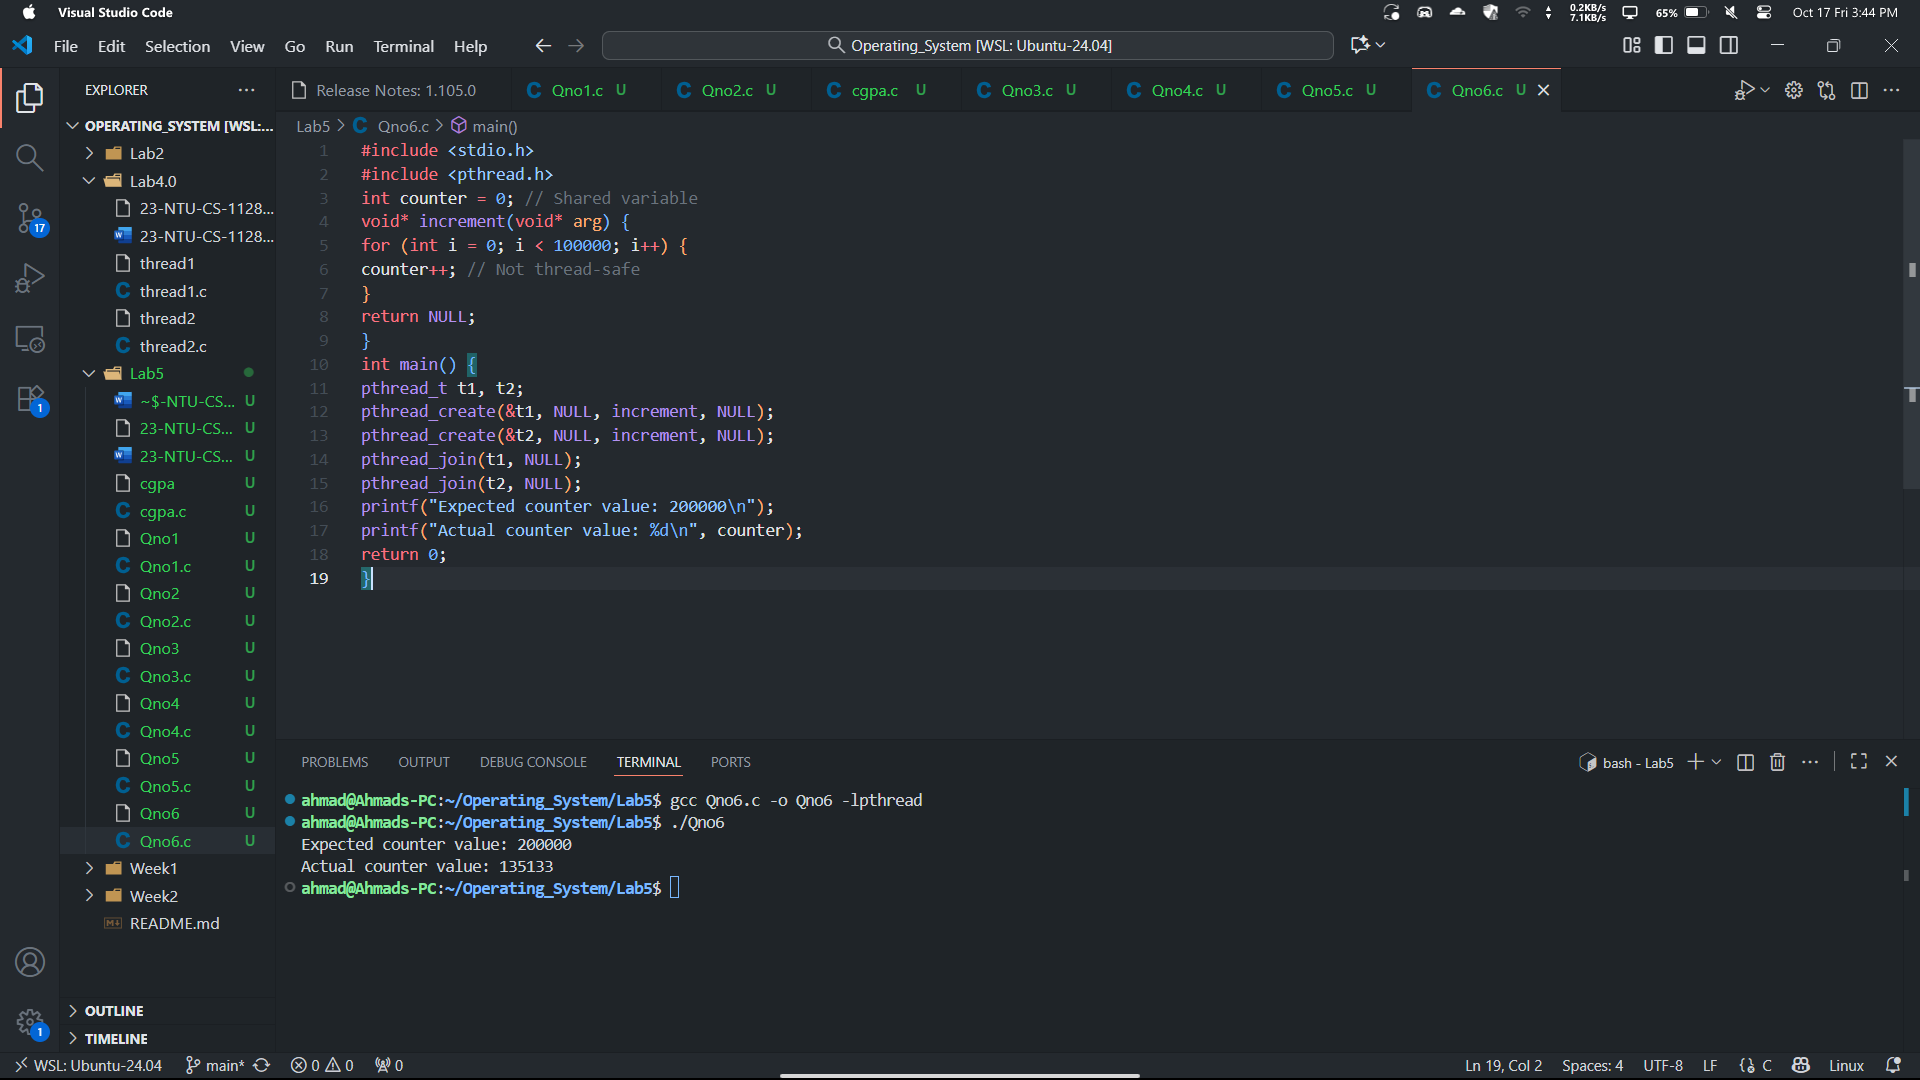 Visual Studio Code
0.2KB/s
7.1KB/s
65%
Oct 17 Fri 3:44 PM
File Edit Selection View Go Run Terminal Help
Operating_System [WSL: Ubuntu-24.04]
EXPLORER
Release Notes: 1.105.0
Qno1.c U
Qno2.c U
cgpa.c U
Qno3.c U
Qno4.c U
Qno5.c U
Qno6.c U
OPERATING_SYSTEM [WSL:...
Lab2
Lab4.0
23-NTU-CS-1128...
23-NTU-CS-1128...
thread1
thread1.c
thread2
thread2.c
Lab5
~$-NTU-CS... U
23-NTU-CS... U
23-NTU-CS... U
cgpa U
cgpa.c U
Qno1 U
Qno1.c U
Qno2 U
Qno2.c U
Qno3 U
Qno3.c U
Qno4 U
Qno4.c U
Qno5 U
Qno5.c U
Qno6 U
Qno6.c U
Week1
Week2
README.md
OUTLINE
TIMELINE
17
1
1
Lab5 > C Qno6.c > main()
1 #include <stdio.h>
2 #include <pthread.h>
3 int counter = 0; // Shared variable
4 void* increment(void* arg) {
5 for (int i = 0; i < 100000; i++) {
6 counter++; // Not thread-safe
7 }
8 return NULL;
9 }
10 int main() {
11 pthread_t t1, t2;
12 pthread_create(&t1, NULL, increment, NULL);
13 pthread_create(&t2, NULL, increment, NULL);
14 pthread_join(t1, NULL);
15 pthread_join(t2, NULL);
16 printf("Expected counter value: 200000\n");
17 printf("Actual counter value: %d\n", counter);
18 return 0;
19 }
PROBLEMS OUTPUT DEBUG CONSOLE TERMINAL PORTS
bash - Lab5
ahmad@Ahmads-PC:~/Operating_System/Lab5$ gcc Qno6.c -o Qno6 -lpthread
ahmad@Ahmads-PC:~/Operating_System/Lab5$ ./Qno6
Expected counter value: 200000
Actual counter value: 135133
ahmad@Ahmads-PC:~/Operating_System/Lab5$
WSL: Ubuntu-24.04 main* 0 0 0
Ln 19, Col 2 Spaces: 4 UTF-8 LF {} C Linux